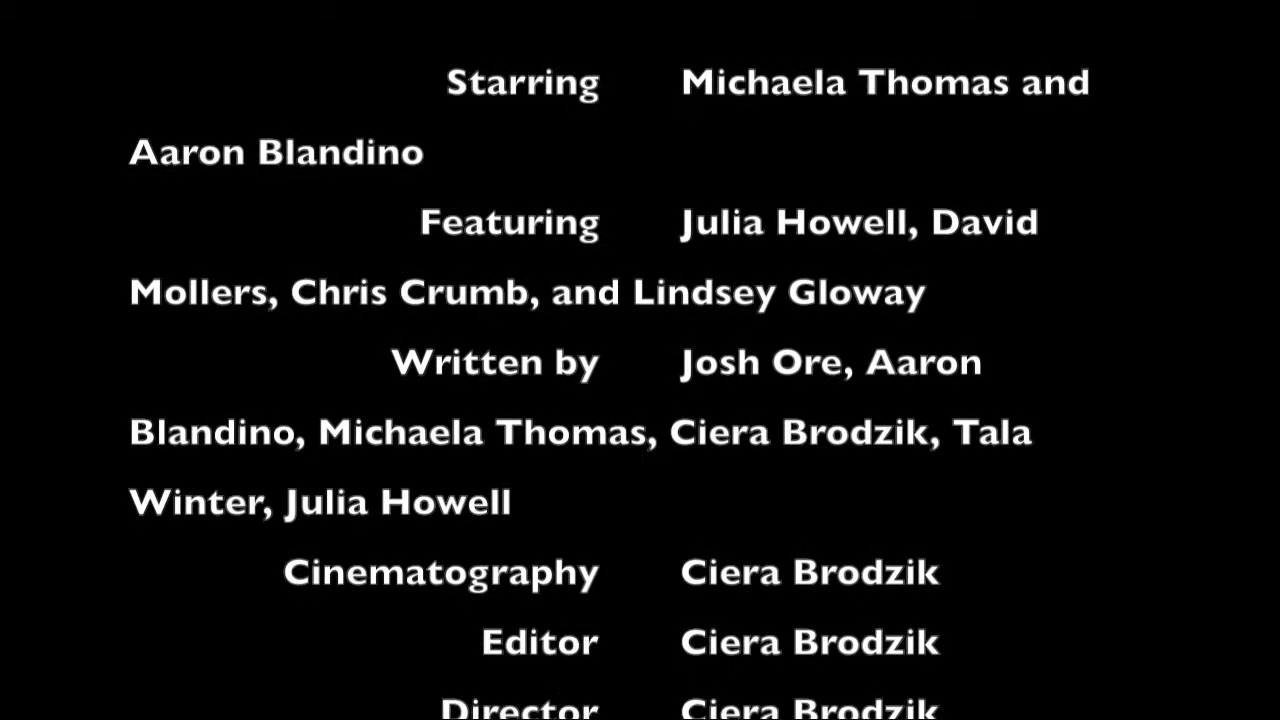 Starring Michaela Thomas and
Aaron Blandino
Featuring Julia Howell, David
Mollers, Chris Crumb, and Lindsey Gloway
Written by Josh Ore, Aaron
Blandino, Michaela Thomas, Ciera Brodzik, Tala
Winter, Julia Howell
Cinematography Ciera Brodzik
Editor Ciera Brodzik
Director Ciera Brodzik